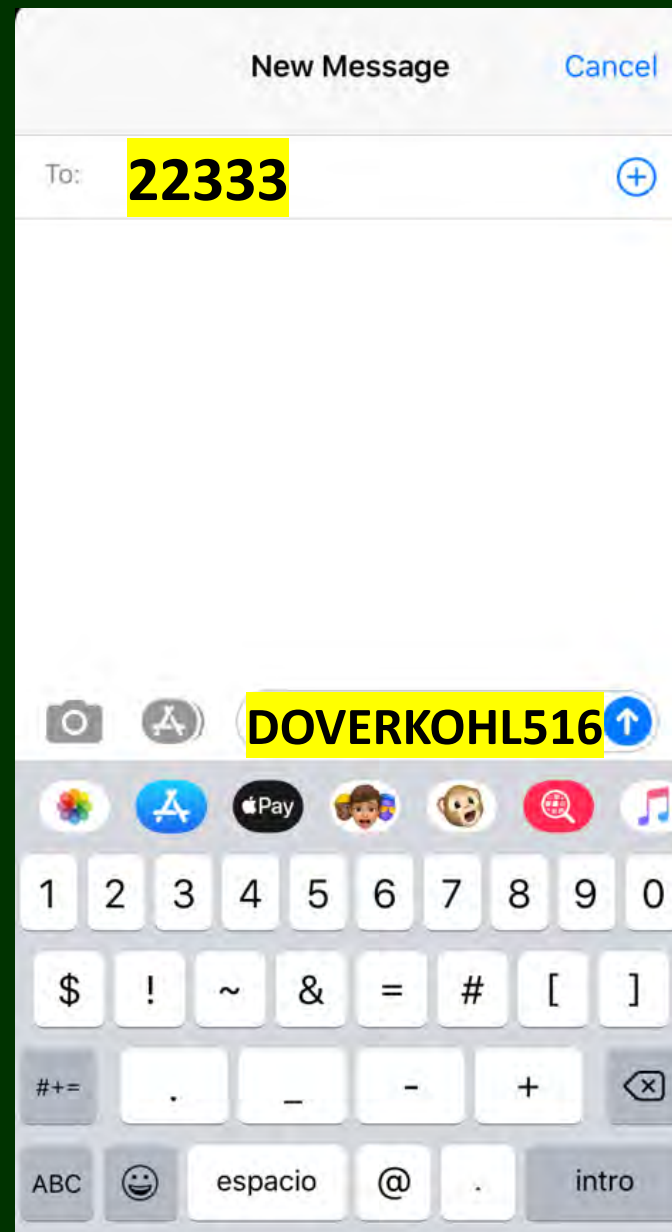 New Message Cancel
To: 22333
DOVERKOHL516
Pay
1 2 3 4 5 6 7 8 9 0
$ ! ~ & = # [ ]
#+= . _ - +
ABC espacio @ . intro